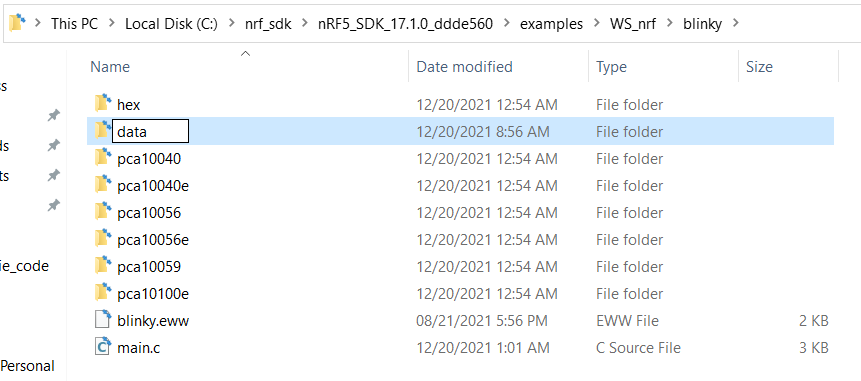 This PC > Local Disk (C:) > nrf_sdk > nRF5_SDK_17.1.0_ddde560 > examples > WS_nrf > blinky >
Name Date modified Type Size
hex 12/20/2021 12:54 AM File folder
data 12/20/2021 8:56 AM File folder
pca10040 12/20/2021 12:54 AM File folder
pca10040e 12/20/2021 12:54 AM File folder
pca10056 12/20/2021 12:54 AM File folder
pca10056e 12/20/2021 12:54 AM File folder
pca10059 12/20/2021 12:54 AM File folder
pca10100e 12/20/2021 12:54 AM File folder
ie_code
blinky.eww 08/21/2021 5:56 PM EWW File 2 KB
main.c 12/20/2021 1:01 AM C Source File 3 KB
Personal